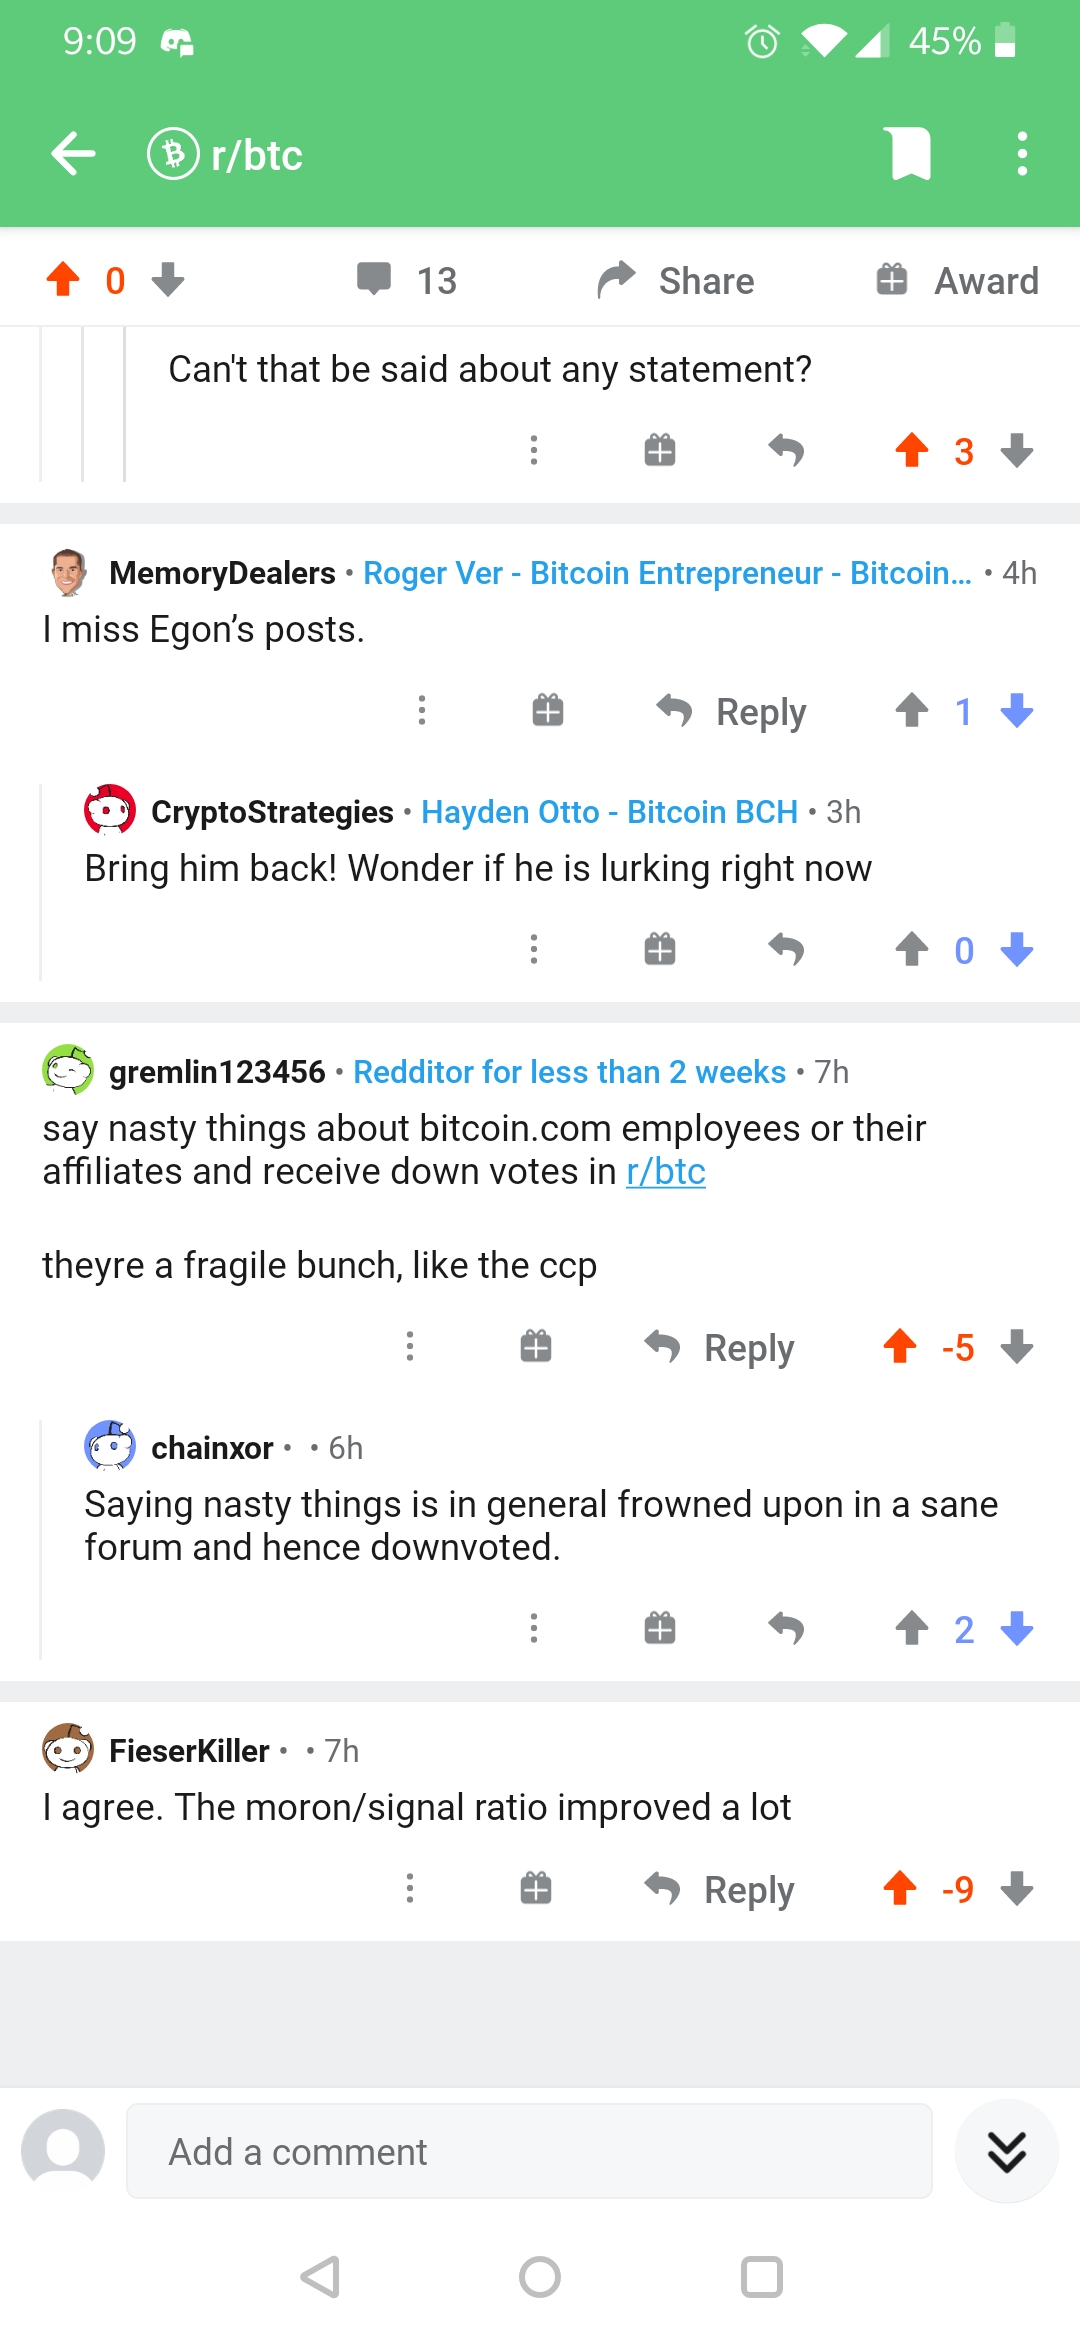 9:09 45%
r/btc
0 13 Share Award
Can't that be said about any statement?
3
MemoryDealers • Roger Ver - Bitcoin Entrepreneur - Bitcoin... • 4h
I miss Egon's posts.
Reply 1
CryptoStrategies • Hayden Otto - Bitcoin BCH • 3h
Bring him back! Wonder if he is lurking right now
0
gremlin123456 • Redditor for less than 2 weeks • 7h
say nasty things about bitcoin.com employees or their
affiliates and receive down votes in r/btc
theyre a fragile bunch, like the ccp
Reply -5
chainxor • • 6h
Saying nasty things is in general frowned upon in a sane
forum and hence downvoted.
2
FieserKiller • • 7h
I agree. The moron/signal ratio improved a lot
Reply -9
Add a comment